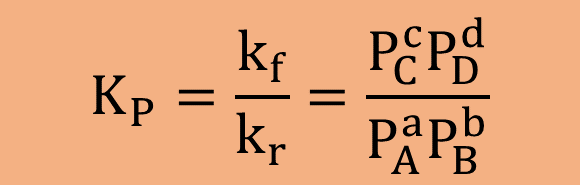 K_P = k_f / k_r = P_C^c P_D^d / P_A^a P_B^b